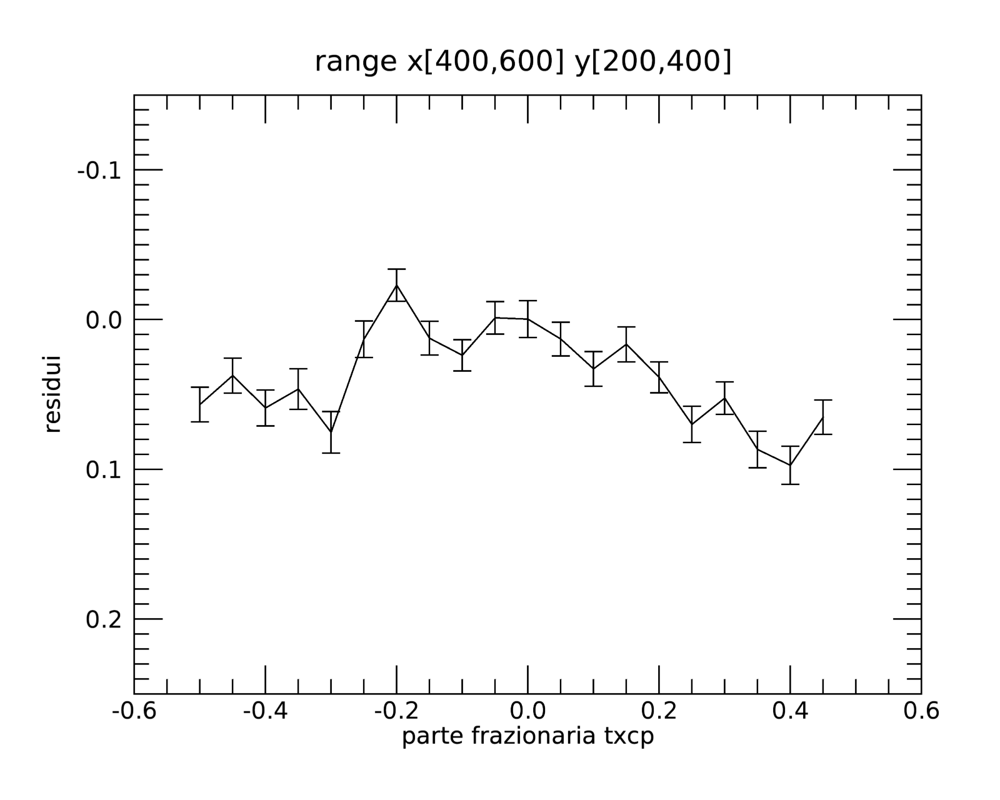 range x[400,600] y[200,400]
-0.1
0.0
0.1
0.2
residui
-0.6 -0.4 -0.2 0.0 0.2 0.4 0.6
parte frazionaria txcp